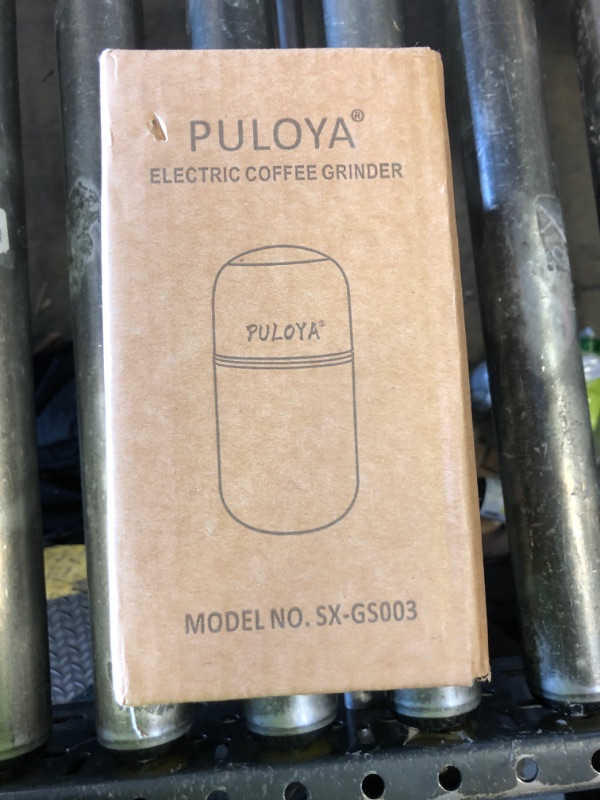 PULOYA®
ELECTRIC COFFEE GRINDER
PULOYA®
MODEL NO. SX-GS003